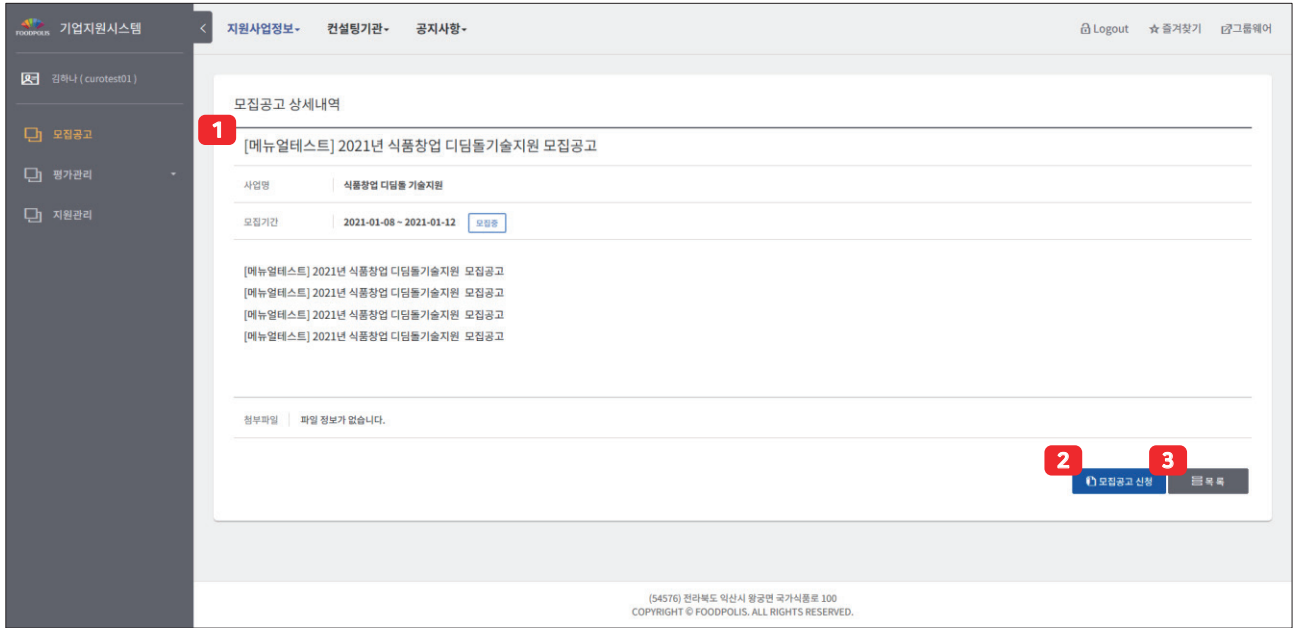 FOODPOLIS 기업지원시스템
지원사업정보 컨설팅기관 공지사항
Logout 즐겨찾기 그룹웨어
김하나 ( curotest01 )
모집공고
평가관리
지원관리
모집공고 상세내역
1
[메뉴얼테스트] 2021년 식품창업 디딤돌기술지원 모집공고
사업명 식품창업 디딤돌 기술지원
모집기간 2021-01-08 ~ 2021-01-12 모집중
[메뉴얼테스트] 2021년 식품창업 디딤돌기술지원 모집공고
[메뉴얼테스트] 2021년 식품창업 디딤돌기술지원 모집공고
[메뉴얼테스트] 2021년 식품창업 디딤돌기술지원 모집공고
[메뉴얼테스트] 2021년 식품창업 디딤돌기술지원 모집공고
첨부파일 파일 정보가 없습니다.
2 3
모집공고 신청 목 록
(54576) 전라북도 익산시 왕궁면 국가식품로 100
COPYRIGHT © FOODPOLIS. ALL RIGHTS RESERVED.